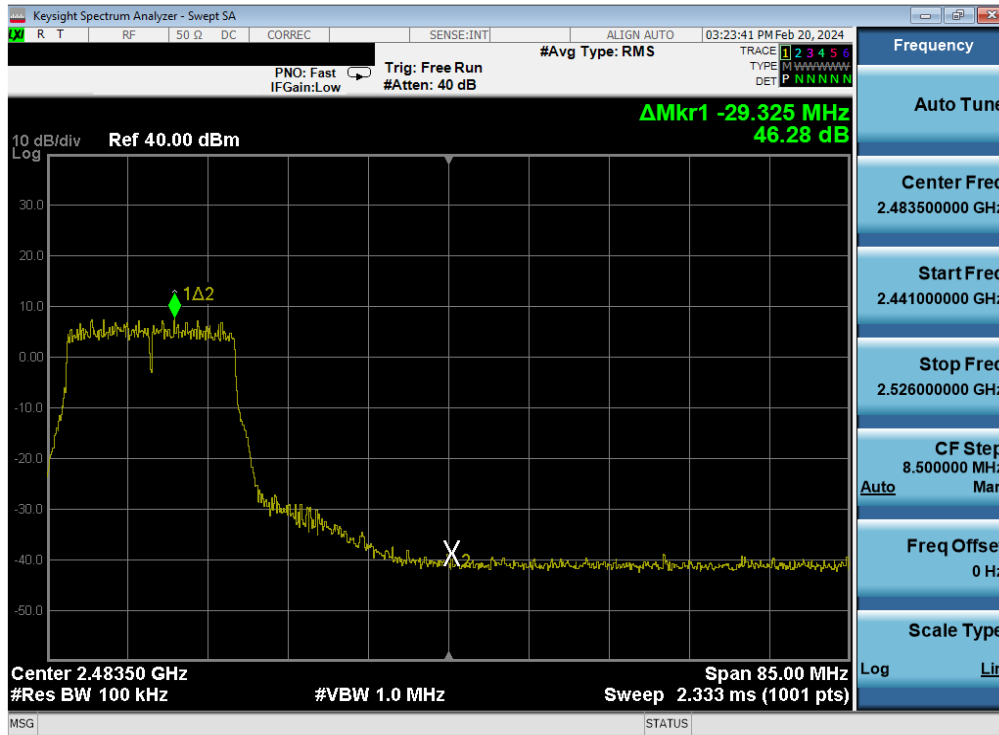 Keysight Spectrum Analyzer - Swept SA
LXI R T RF 50 Ω DC CORREC SENSE:INT ALIGN AUTO 03:23:41 PM Feb 20, 2024
PNO: Fast
IFGain:Low
Trig: Free Run
#Atten: 40 dB
#Avg Type: RMS
TRACE 1 2 3 4 5 6
TYPE M WWWWW
DET P N N N N N
ΔMkr1 -29.325 MHz
46.28 dB
10 dB/div Ref 40.00 dBm
Log
30.0
20.0
1Δ2
10.0
0.00
-10.0
-20.0
-30.0
-40.0
X2
-50.0
Center 2.48350 GHz Span 85.00 MHz
#Res BW 100 kHz #VBW 1.0 MHz Sweep 2.333 ms (1001 pts)
MSG STATUS
Frequency
Auto Tune
Center Freq
2.483500000 GHz
Start Freq
2.441000000 GHz
Stop Freq
2.526000000 GHz
CF Step
8.500000 MHz
Auto Man
Freq Offset
0 Hz
Scale Type
Log Lin